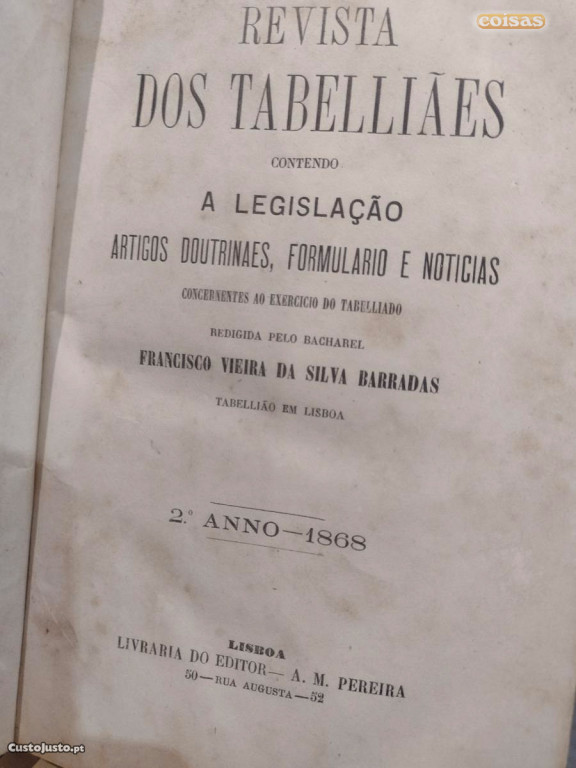 coisas
REVISTA
DOS TABELLIÃES
CONTENDO
A LEGISLAÇÃO
ARTIGOS DOUTRINAES, FORMULARIO E NOTICIAS
CONCERNENTES AO EXERCICIO DO TABELLIADO
REDIGIDA PELO BACHAREL
FRANCISCO VIEIRA DA SILVA BARRADAS
TABELLIÃO EM LISBOA
2.º ANNO—1868
LISBOA
LIVRARIA DO EDITOR— A. M. PEREIRA
50—RUA AUGUSTA—52
CustoJusto.pt